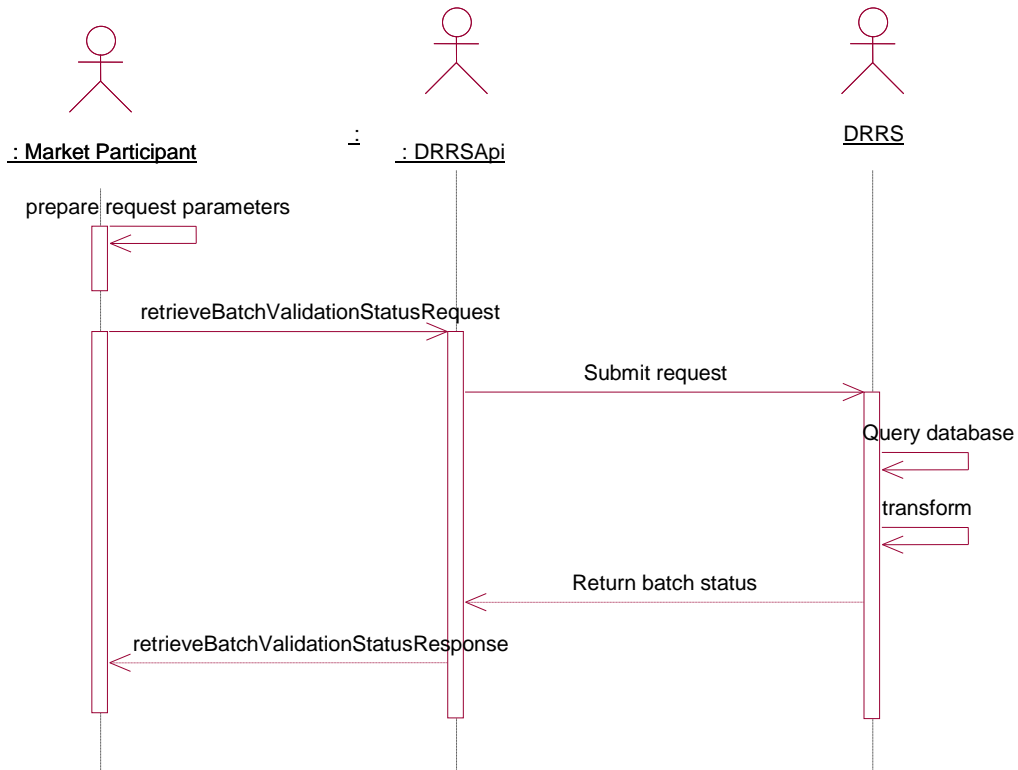 DRRS
: Market Participant
:
: DRRSApi
prepare request parameters
retrieveBatchValidationStatusRequest
Submit request
Query database
transform
Return batch status
retrieveBatchValidationStatusResponse